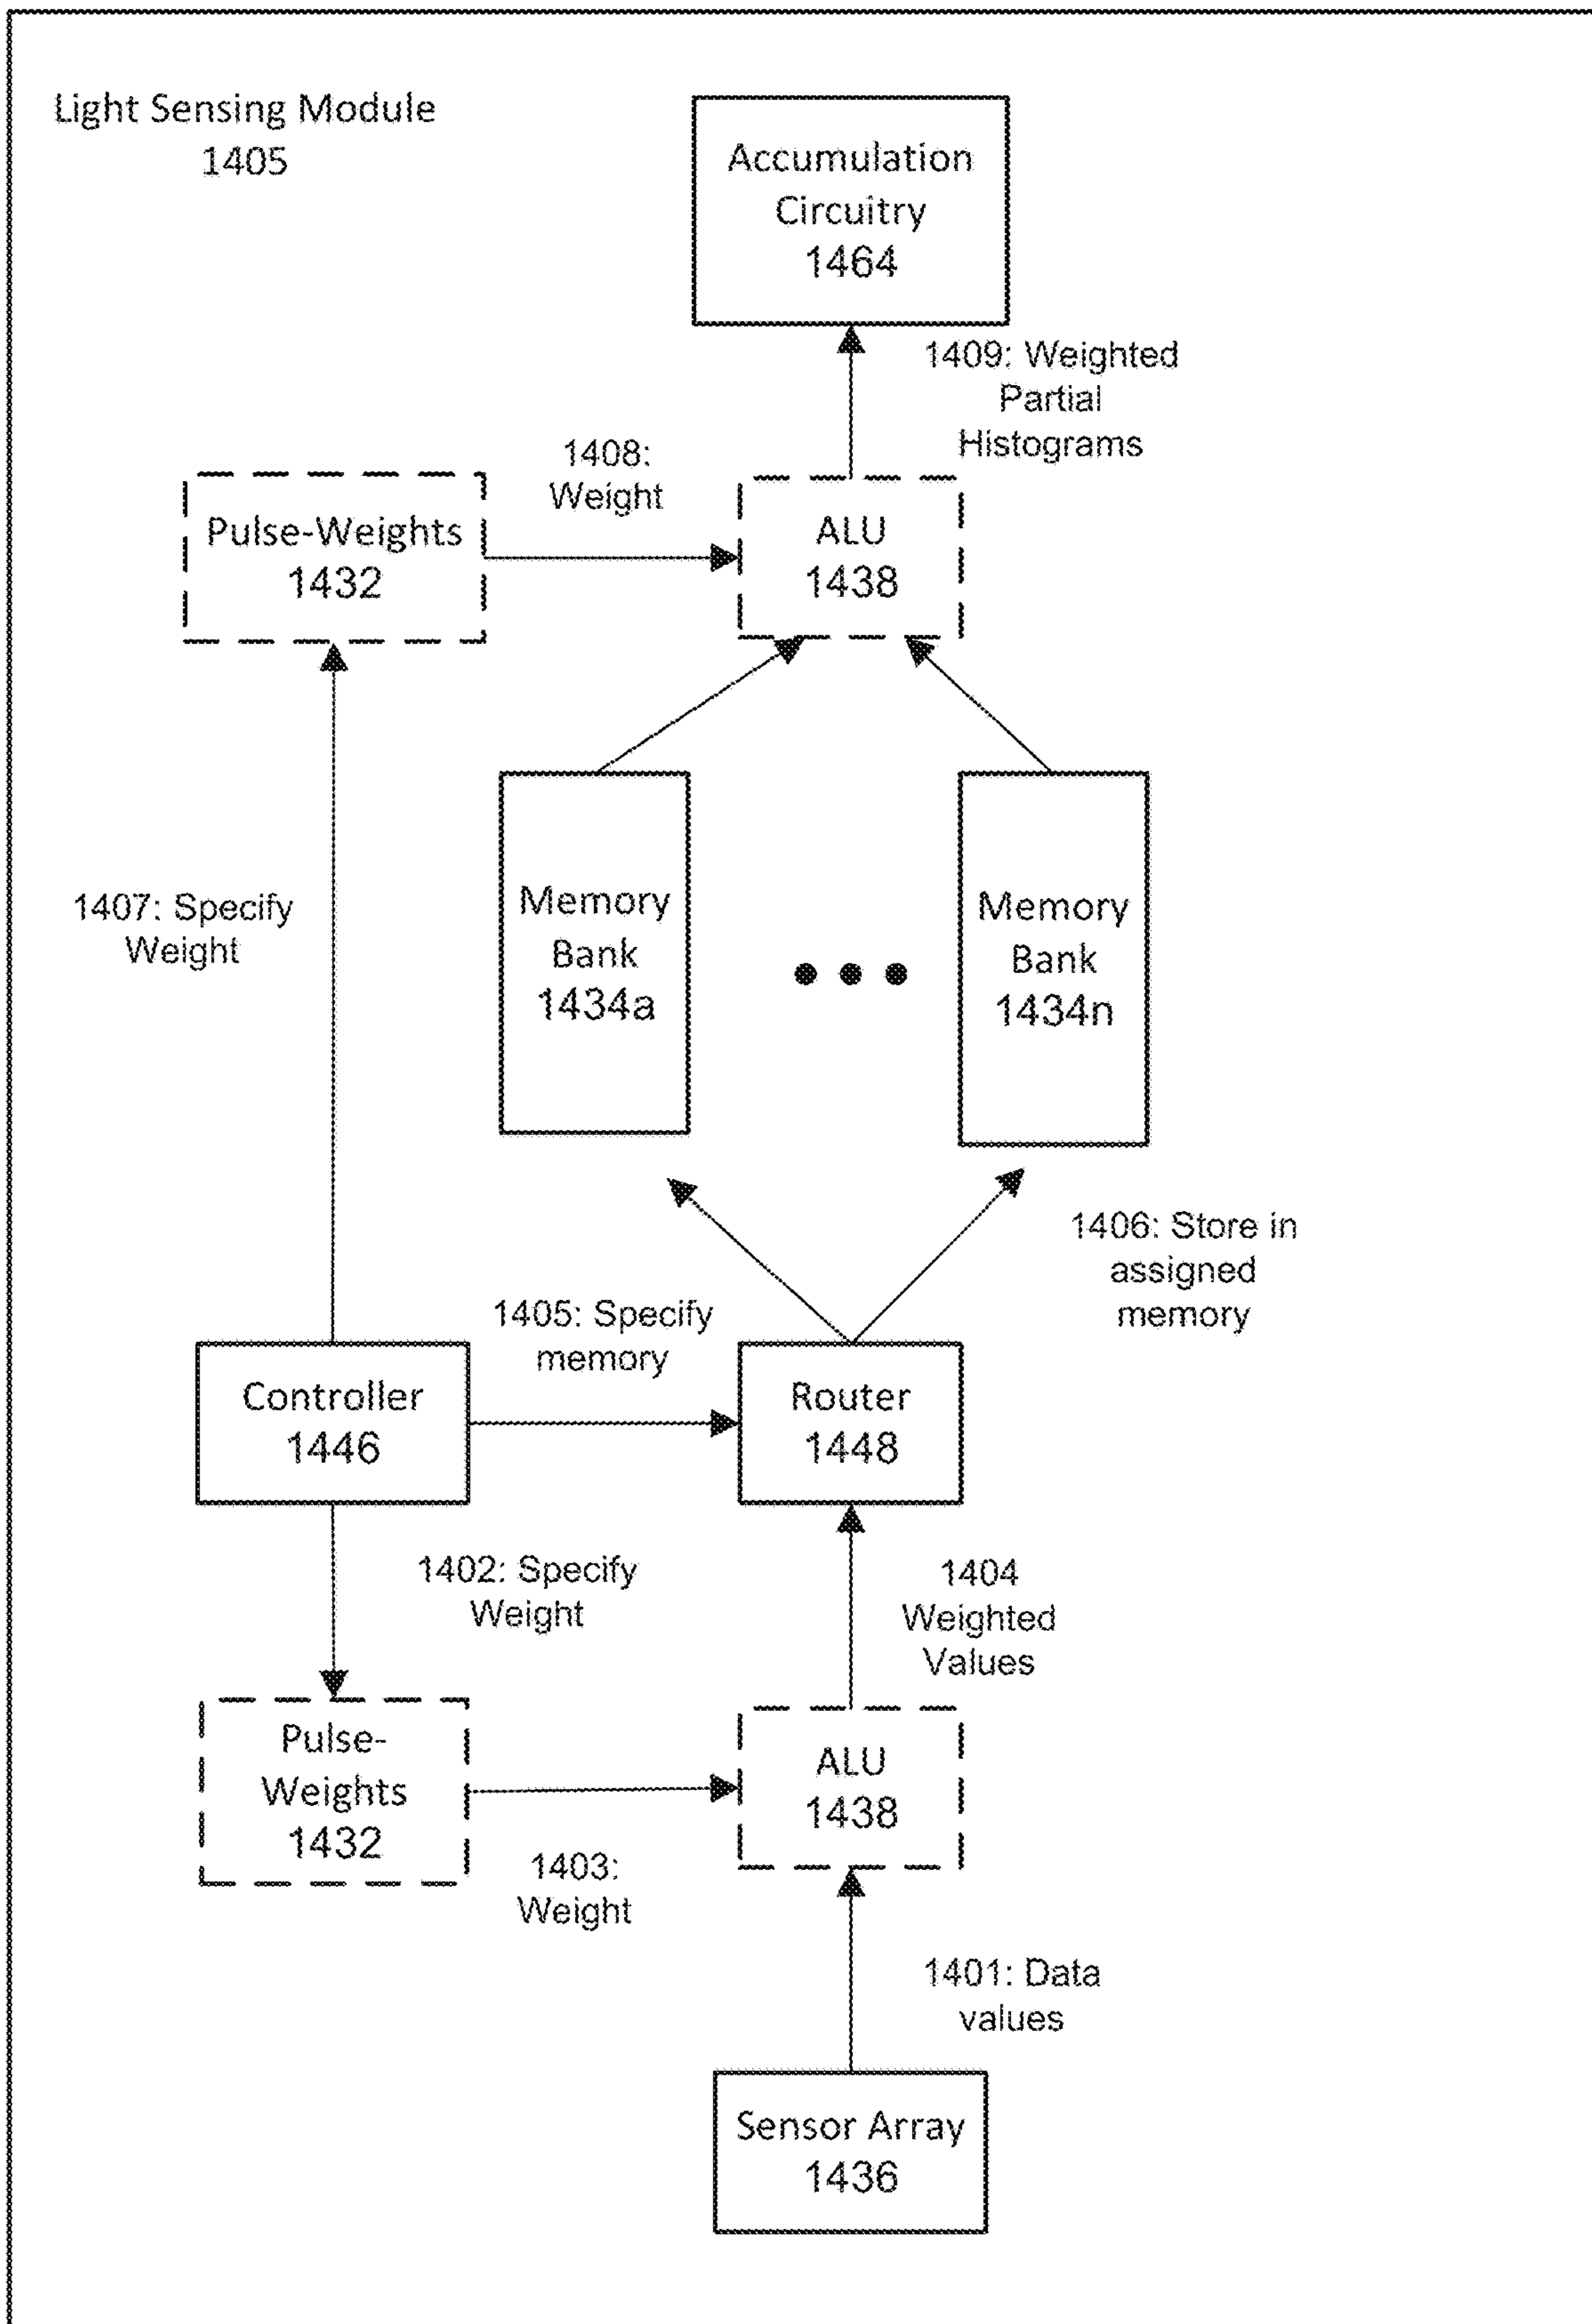 Light Sensing Module
1405
Accumulation
Circuitry
1464
1409: Weighted
Partial
Histograms
1408:
Weight
Pulse-Weights
1432
ALU
1438
1407: Specify
Weight
Memory
Bank
1434a
Memory
Bank
1434n
1406: Store in
assigned
memory
1405: Specify
memory
Controller
1446
Router
1448
1402: Specify
Weight
1404
Weighted
Values
Pulse-
Weights
1432
ALU
1438
1403:
Weight
1401: Data
values
Sensor Array
1436